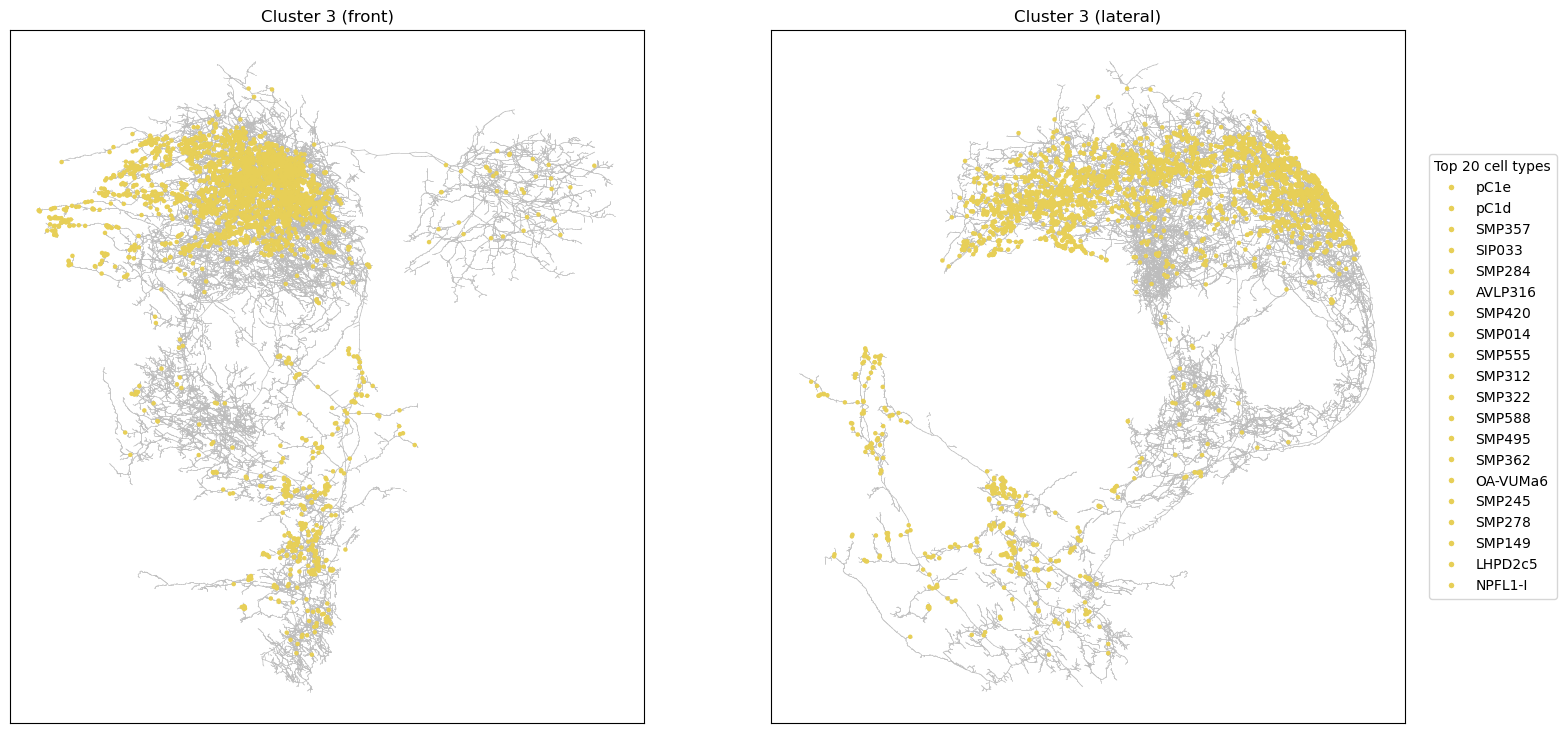 Cluster 3 (front)
Cluster 3 (lateral)
Top 20 cell types
pC1e
pC1d
SMP357
SIP033
SMP284
AVLP316
SMP420
SMP014
SMP555
SMP312
SMP322
SMP588
SMP495
SMP362
OA-VUMa6
SMP245
SMP278
SMP149
LHPD2c5
NPFL1-I